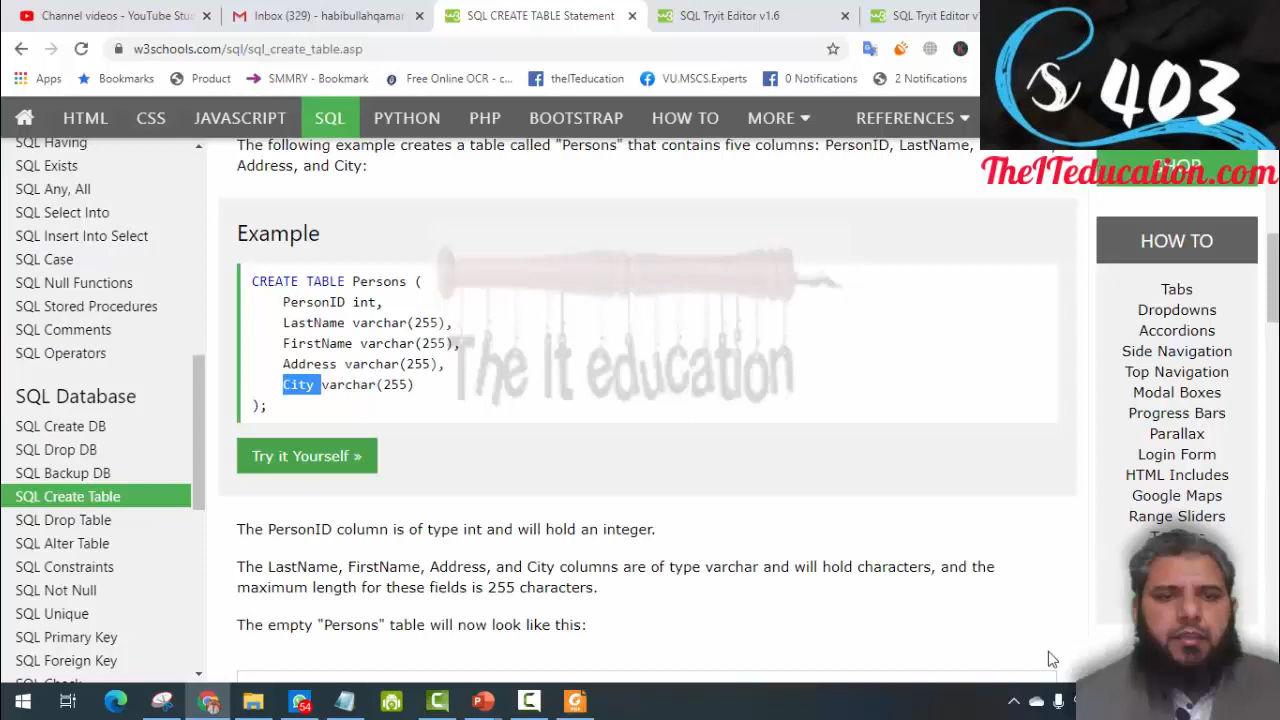 Channel videos - YouTube Stu
Inbox (329) - habibullahqamar
SQL CREATE TABLE Statement
SQL Tryit Editor v1.6
SQL Tryit Editor v
w3schools.com/sql/sql_create_table.asp
Apps
Bookmarks
Product
SMMRY - Bookmark
Free Online OCR - c...
theITeducation
VU.MSCS.Experts
0 Notifications
2 Notifications
CS 403
TheITeducation.com
HTML
CSS
JAVASCRIPT
SQL
PYTHON
PHP
BOOTSTRAP
HOW TO
MORE
REFERENCES
SHOP
SQL Having
SQL Exists
SQL Any, All
SQL Select Into
SQL Insert Into Select
SQL Case
SQL Null Functions
SQL Stored Procedures
SQL Comments
SQL Operators
SQL Database
SQL Create DB
SQL Drop DB
SQL Backup DB
SQL Create Table
SQL Drop Table
SQL Alter Table
SQL Constraints
SQL Not Null
SQL Unique
SQL Primary Key
SQL Foreign Key
SQL Check
The following example creates a table called "Persons" that contains five columns: PersonID, LastName,
Address, and City:
Example
CREATE TABLE Persons (
PersonID int,
LastName varchar(255),
FirstName varchar(255),
Address varchar(255),
City varchar(255)
);
The It education
Try it Yourself »
The PersonID column is of type int and will hold an integer.
The LastName, FirstName, Address, and City columns are of type varchar and will hold characters, and the
maximum length for these fields is 255 characters.
The empty "Persons" table will now look like this:
HOW TO
Tabs
Dropdowns
Accordions
Side Navigation
Top Navigation
Modal Boxes
Progress Bars
Parallax
Login Form
HTML Includes
Google Maps
Range Sliders
54